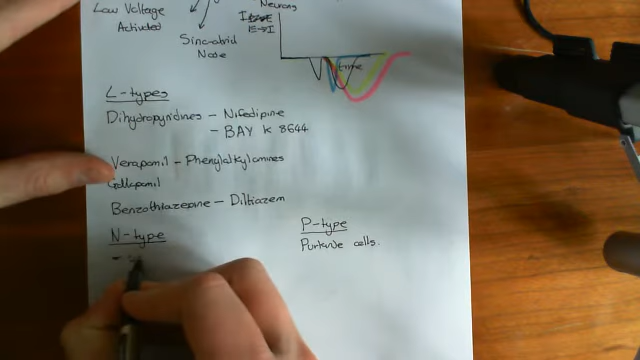 Low Voltage
Activated
Sinoatrial
Node
Neurons
time
L-types
Dihydropyridines - Nifedipine
- BAY K 8644
Verapamil - Phenylalkylamines
Gallopamil
Benzothiazepine - Diltiazem
N-type
P-type
Purkinje cells.